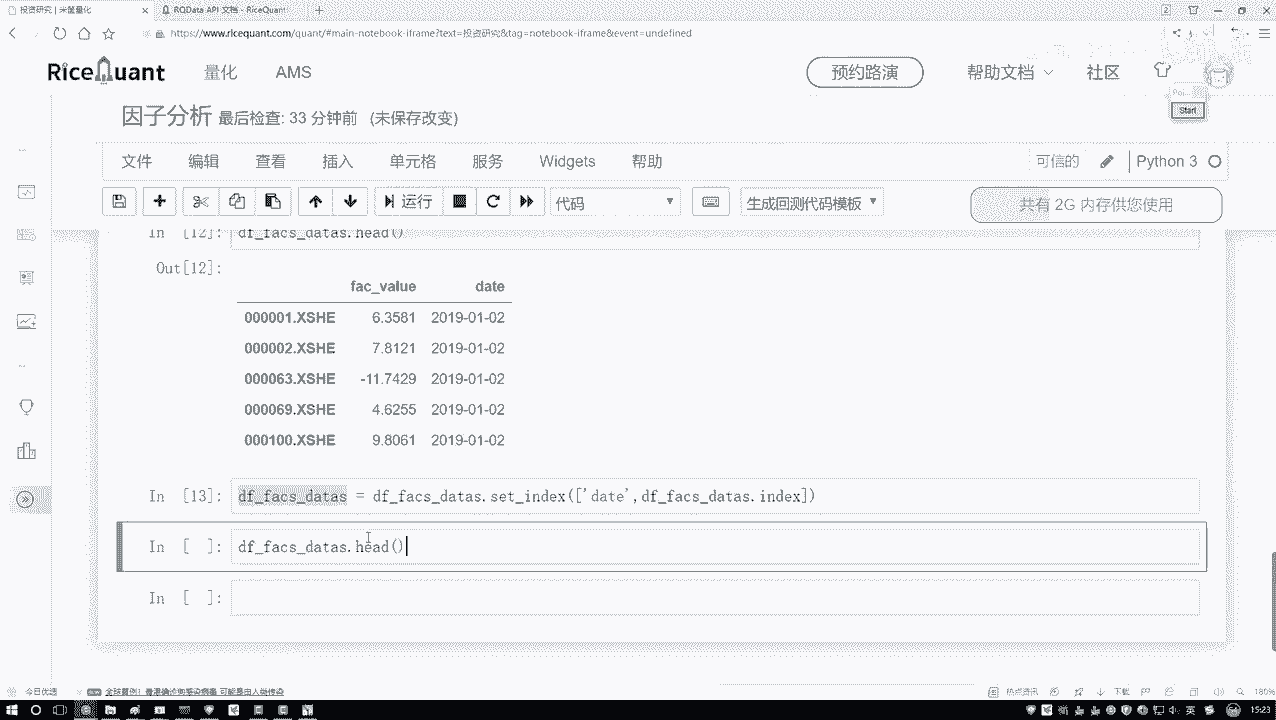 投资研究 | 米筐量化
RQData API 文档 - RiceQuant
https://www.ricequant.com/quant/#main-notebook-iframe?text=投资研究&tag=notebook-iframe&event=undefined
RiceQuant 量化 AMS 预约路演 帮助文档 社区
Start
因子分析 最后检查: 33 分钟前 (未保存改变)
文件 编辑 查看 插入 单元格 服务 Widgets 帮助 可信的 Python 3
运行 代码 生成回测代码模板 共有 2G 内存供您使用
In [12]: df_facs_datas.head()
Out[12]:
fac_value date
000001.XSHE 6.3581 2019-01-02
000002.XSHE 7.8121 2019-01-02
000063.XSHE -11.7429 2019-01-02
000069.XSHE 4.6255 2019-01-02
000100.XSHE 9.8061 2019-01-02
In [13]: df_facs_datas = df_facs_datas.set_index(['date',df_facs_datas.index])
In [ ]: df_facs_datas.head()
In [ ]:
今日优选 热点资讯 下载 180%
英 15:23